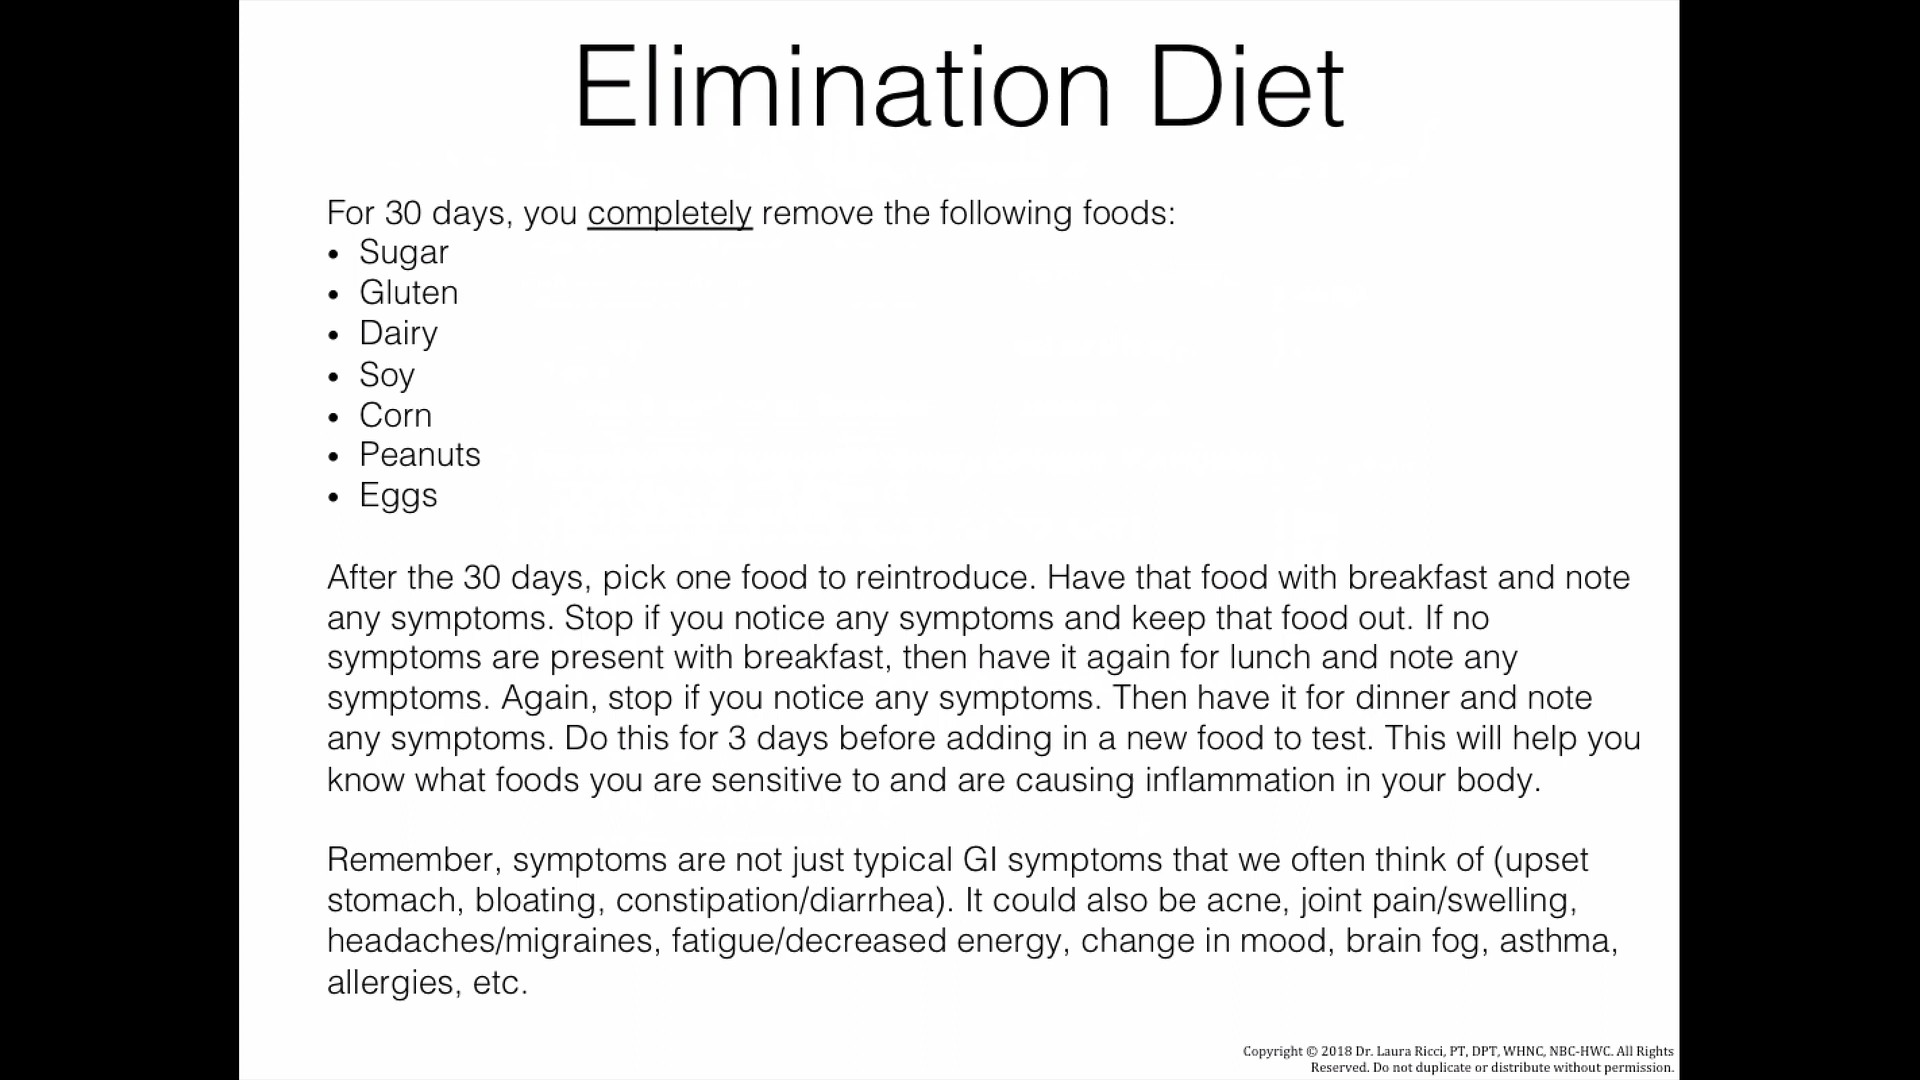 Elimination Diet
For 30 days, you completely remove the following foods:
• Sugar
• Gluten
• Dairy
• Soy
• Corn
• Peanuts
• Eggs
After the 30 days, pick one food to reintroduce. Have that food with breakfast and note
any symptoms. Stop if you notice any symptoms and keep that food out. If no
symptoms are present with breakfast, then have it again for lunch and note any
symptoms. Again, stop if you notice any symptoms. Then have it for dinner and note
any symptoms. Do this for 3 days before adding in a new food to test. This will help you
know what foods you are sensitive to and are causing inflammation in your body.
Remember, symptoms are not just typical GI symptoms that we often think of (upset
stomach, bloating, constipation/diarrhea). It could also be acne, joint pain/swelling,
headaches/migraines, fatigue/decreased energy, change in mood, brain fog, asthma,
allergies, etc.
Copyright © 2018 Dr. Laura Ricci, PT, DPT, WHNC, NBC-HWC. All Rights
Reserved. Do not duplicate or distribute without permission.